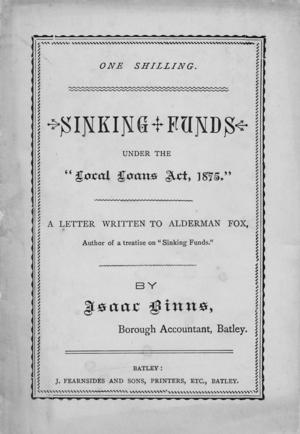 ONE SHILLING.
SINKING FUNDS
UNDER THE
"Local Loans Act, 1875."
A LETTER WRITTEN TO ALDERMAN FOX,
Author of a treatise on "Sinking Funds."
BY
Isaac Binns,
Borough Accountant, Batley.
BATLEY:
J. FEARNSIDES AND SONS, PRINTERS, ETC., BATLEY.